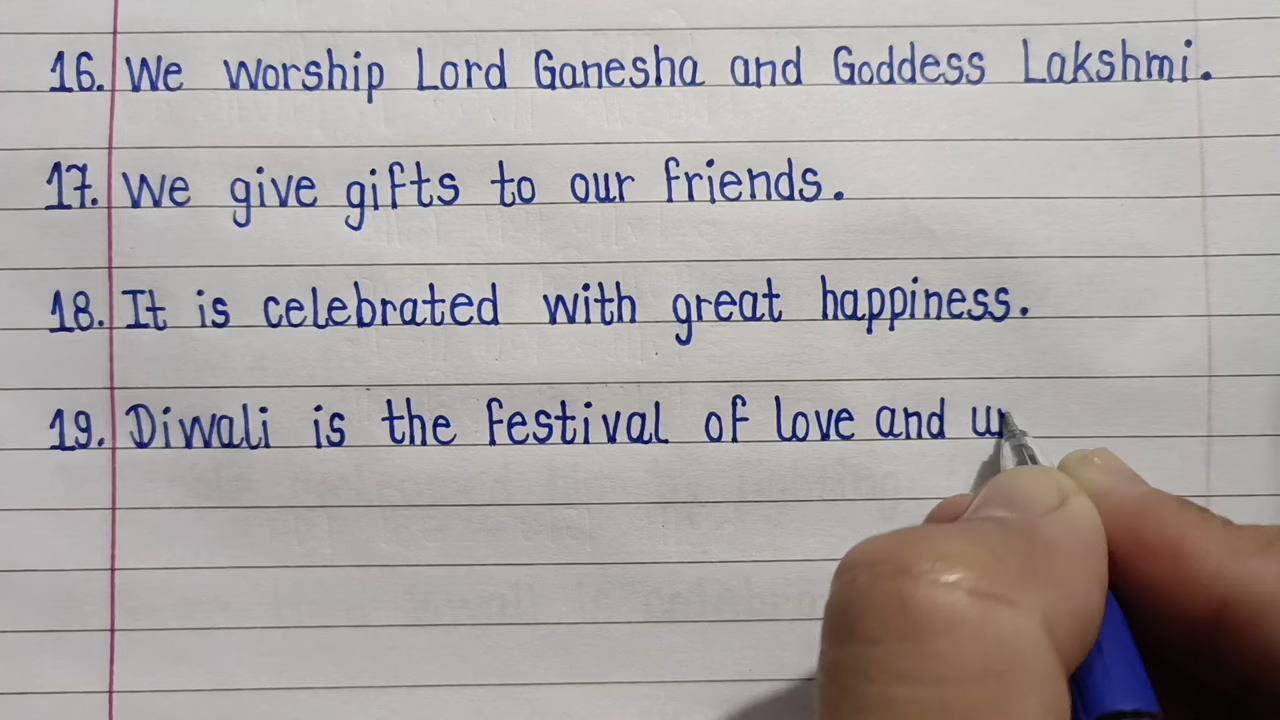 16. We worship Lord Ganesha and Goddess Lakshmi.
17. We give gifts to our friends.
18. It is celebrated with great happiness.
19. Diwali is the festival of love and un